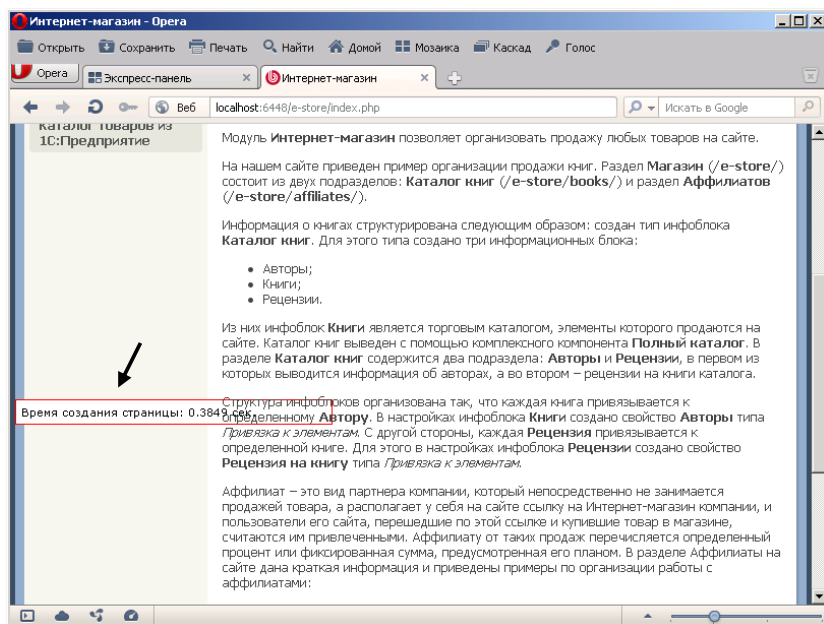 Интернет-магазин - Opera
Открыть Сохранить Печать Найти Домой Мозаика Каскад Голос
Opera Экспресс-панель Интернет-магазин
Веб localhost:6448/e-store/index.php Искать в Google
Каталог товаров из
1С:Предприятие
Модуль Интернет-магазин позволяет организовать продажу любых товаров на сайте.
На нашем сайте приведен пример организации продажи книг. Раздел Магазин (/e-store/)
состоит из двух подразделов: Каталог книг (/e-store/books/) и раздел Аффилиатов
(/e-store/affiliates/).
Информация о книгах структурирована следующим образом: создан тип инфоблока
Каталог книг. Для этого типа создано три информационных блока:
• Авторы;
• Книги;
• Рецензии.
Из них инфоблок Книги является торговым каталогом, элементы которого продаются на
сайте. Каталог книг выведен с помощью комплексного компонента Полный каталог. В
разделе Каталог книг содержится два подраздела: Авторы и Рецензии, в первом из
которых выводится информация об авторах, а во втором – рецензии на книги каталога.
Время создания страницы: 0.3849 сек.
Структура инфоблоков организована так, что каждая книга привязывается к
определенному Автору. В настройках инфоблока Книги создано свойство Авторы типа
Привязка к элементам. С другой стороны, каждая Рецензия привязывается к
определенной книге. Для этого в настройках инфоблока Рецензии создано свойство
Рецензия на книгу типа Привязка к элементам.
Аффилиат – это вид партнера компании, который непосредственно не занимается
продажей товара, а располагает у себя на сайте ссылку на Интернет-магазин компании, и
пользователи его сайта, перешедшие по этой ссылке и купившие товар в магазине,
считаются им привлеченными. Аффилиату от таких продаж перечисляется определенный
процент или фиксированная сумма, предусмотренная его планом. В разделе Аффилиаты на
сайте дана краткая информация и приведены примеры по организации работы с
аффилиатами: